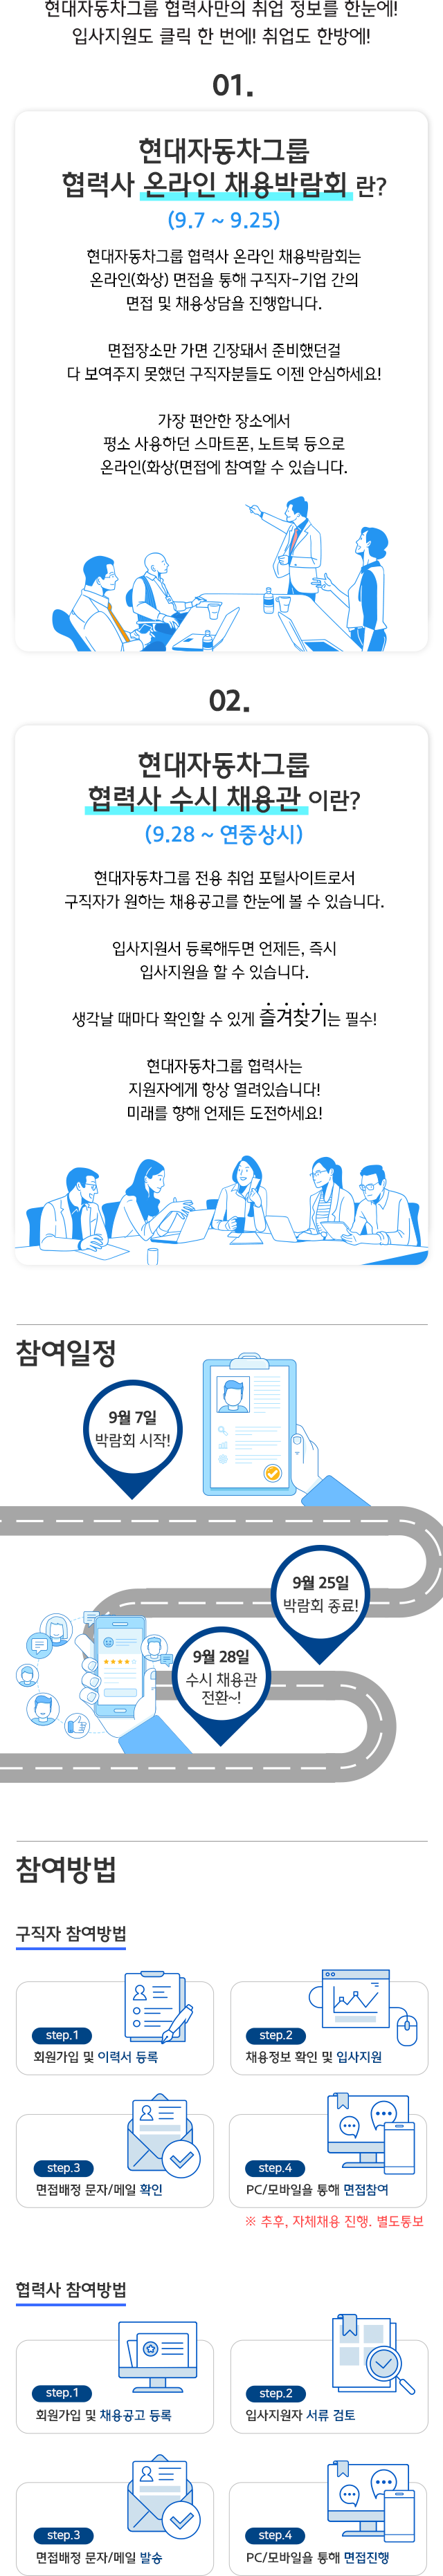 현대자동차그룹 협력사만의 취업 정보를 한눈에!
입사지원도 클릭 한 번에! 취업도 한방에!
01.
현대자동차그룹
협력사 온라인 채용박람회 란?
(9.7 ~ 9.25)
현대자동차그룹 협력사 온라인 채용박람회는
온라인(화상) 면접을 통해 구직자-기업 간의
면접 및 채용상담을 진행합니다.
면접장소만 가면 긴장돼서 준비했던걸
다 보여주지 못했던 구직자분들도 이젠 안심하세요!
가장 편안한 장소에서
평소 사용하던 스마트폰, 노트북 등으로
온라인(화상(면접에 참여할 수 있습니다.
02.
현대자동차그룹
협력사 수시 채용관 이란?
(9.28 ~ 연중상시)
현대자동차그룹 전용 취업 포털사이트로서
구직자가 원하는 채용공고를 한눈에 볼 수 있습니다.
입사지원서 등록해두면 언제든, 즉시
입사지원을 할 수 있습니다.
생각날 때마다 확인할 수 있게 즐겨찾기는 필수!
현대자동차그룹 협력사는
지원자에게 항상 열려있습니다!
미래를 향해 언제든 도전하세요!
참여일정
9월 7일
박람회 시작!
9월 25일
박람회 종료!
9월 28일
수시 채용관
전환~!
참여방법
구직자 참여방법
step.1
회원가입 및 이력서 등록
step.2
채용정보 확인 및 입사지원
step.3
면접배정 문자/메일 확인
step.4
PC/모바일을 통해 면접참여
※ 추후, 자체채용 진행. 별도통보
협력사 참여방법
step.1
회원가입 및 채용공고 등록
step.2
입사지원자 서류 검토
step.3
면접배정 문자/메일 발송
step.4
PC/모바일을 통해 면접진행